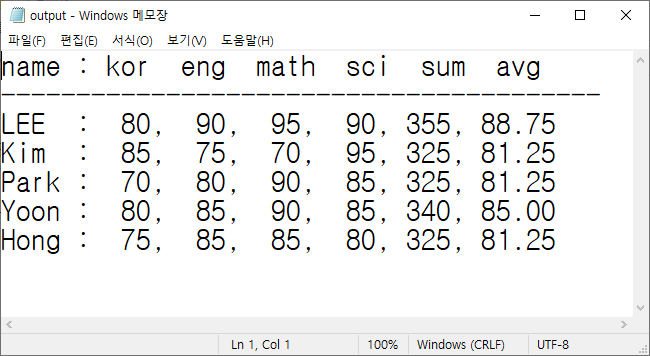 output - Windows 메모장
파일(F) 편집(E) 서식(O) 보기(V) 도움말(H)
name : kor  eng  math  sci  sum  avg
----------------------------------------
LEE  :  80,  90,  95,  90, 355, 88.75
Kim  :  85,  75,  70,  95, 325, 81.25
Park :  70,  80,  90,  85, 325, 81.25
Yoon :  80,  85,  90,  85, 340, 85.00
Hong :  75,  85,  85,  80, 325, 81.25
Ln 1, Col 1 100% Windows (CRLF) UTF-8